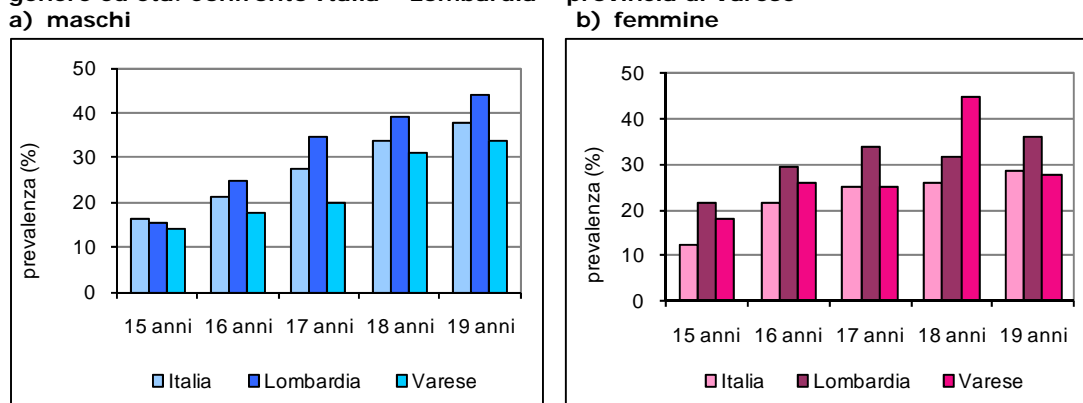 genere ed età. Confronto Italia – Lombardia – provincia di Varese
a) maschi
b) femmine
prevalenza (%)
50
40
30
20
10
0
15 anni 16 anni 17 anni 18 anni 19 anni
Italia Lombardia Varese
prevalenza (%)
50
40
30
20
10
0
15 anni 16 anni 17 anni 18 anni 19 anni
Italia Lombardia Varese